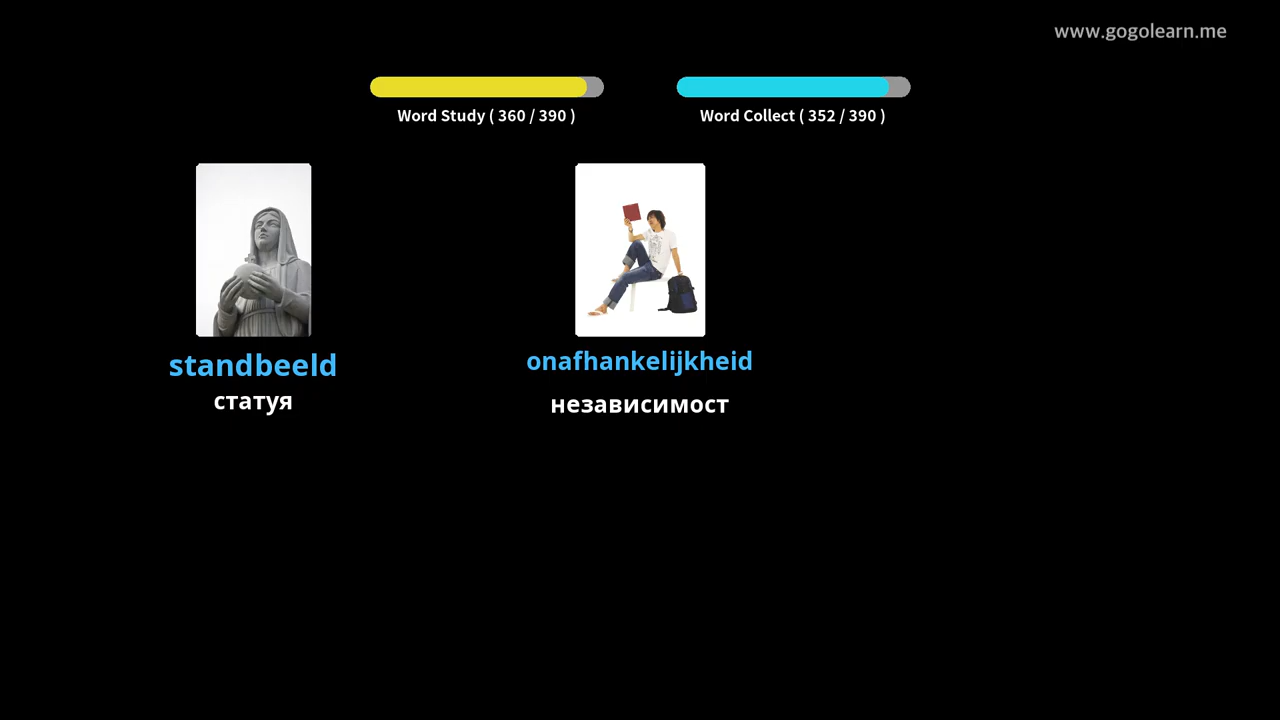 www.gogolearn.me
Word Study ( 360 / 390 )
Word Collect ( 352 / 390 )
standbeeld
статуя
onafhankelijkheid
независимост